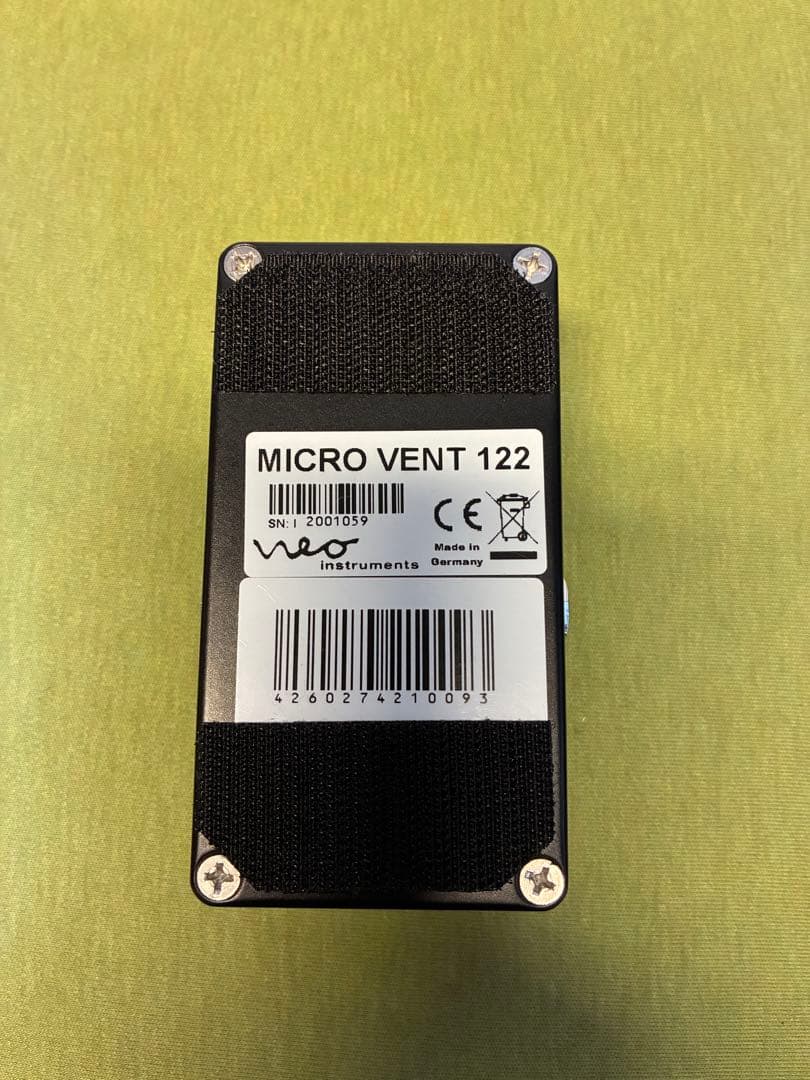 MICRO VENT 122
SN: I 2001059
CE
neo
instruments
Made in
Germany
4260274210093